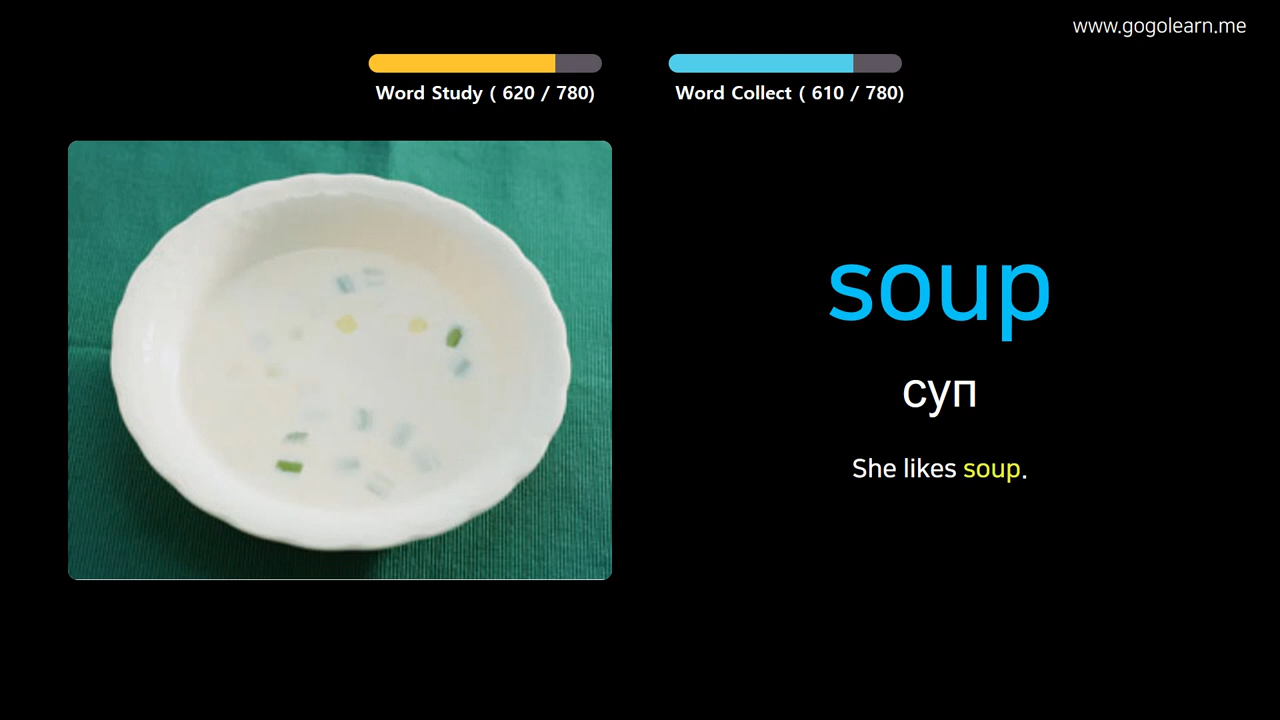 www.gogolearn.me
Word Study ( 620 / 780)
Word Collect ( 610 / 780)
soup
суп
She likes soup.